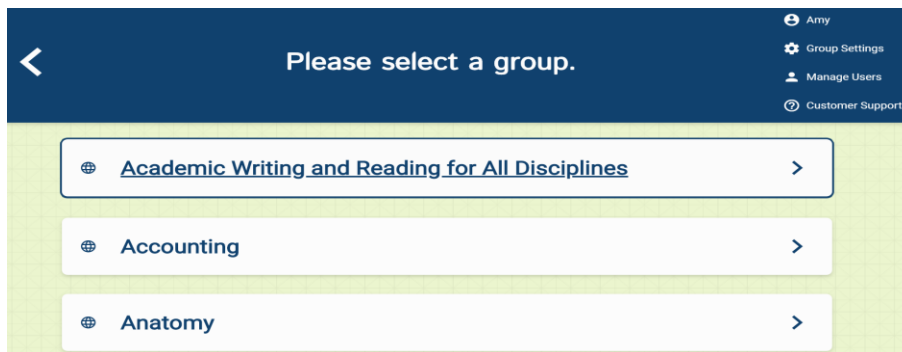 Amy
Please select a group.
Group Settings
Manage Users
Customer Support
Academic Writing and Reading for All Disciplines
Accounting
Anatomy